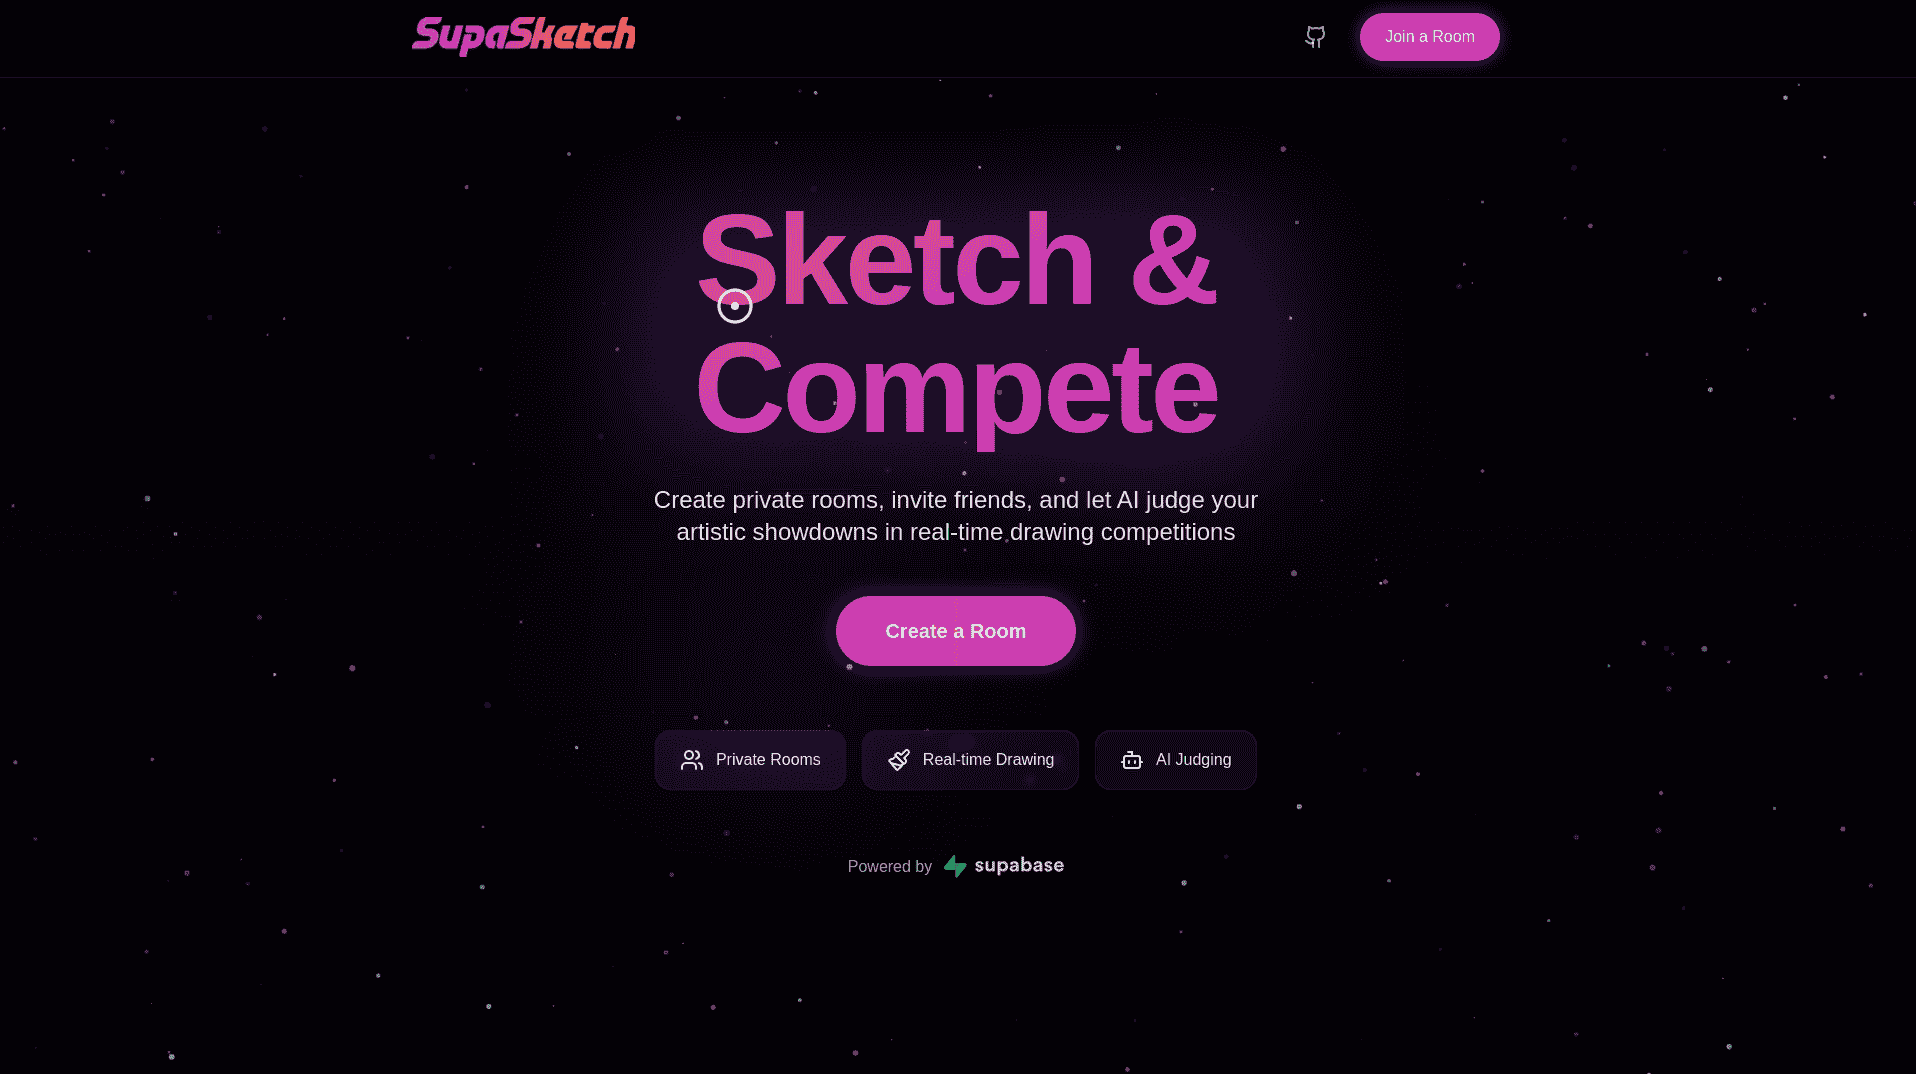 SupaSketch
Join a Room
Sketch &
Compete
Create private rooms, invite friends, and let AI judge your
artistic showdowns in real-time drawing competitions
Create a Room
Private Rooms
Real-time Drawing
AI Judging
Powered by supabase